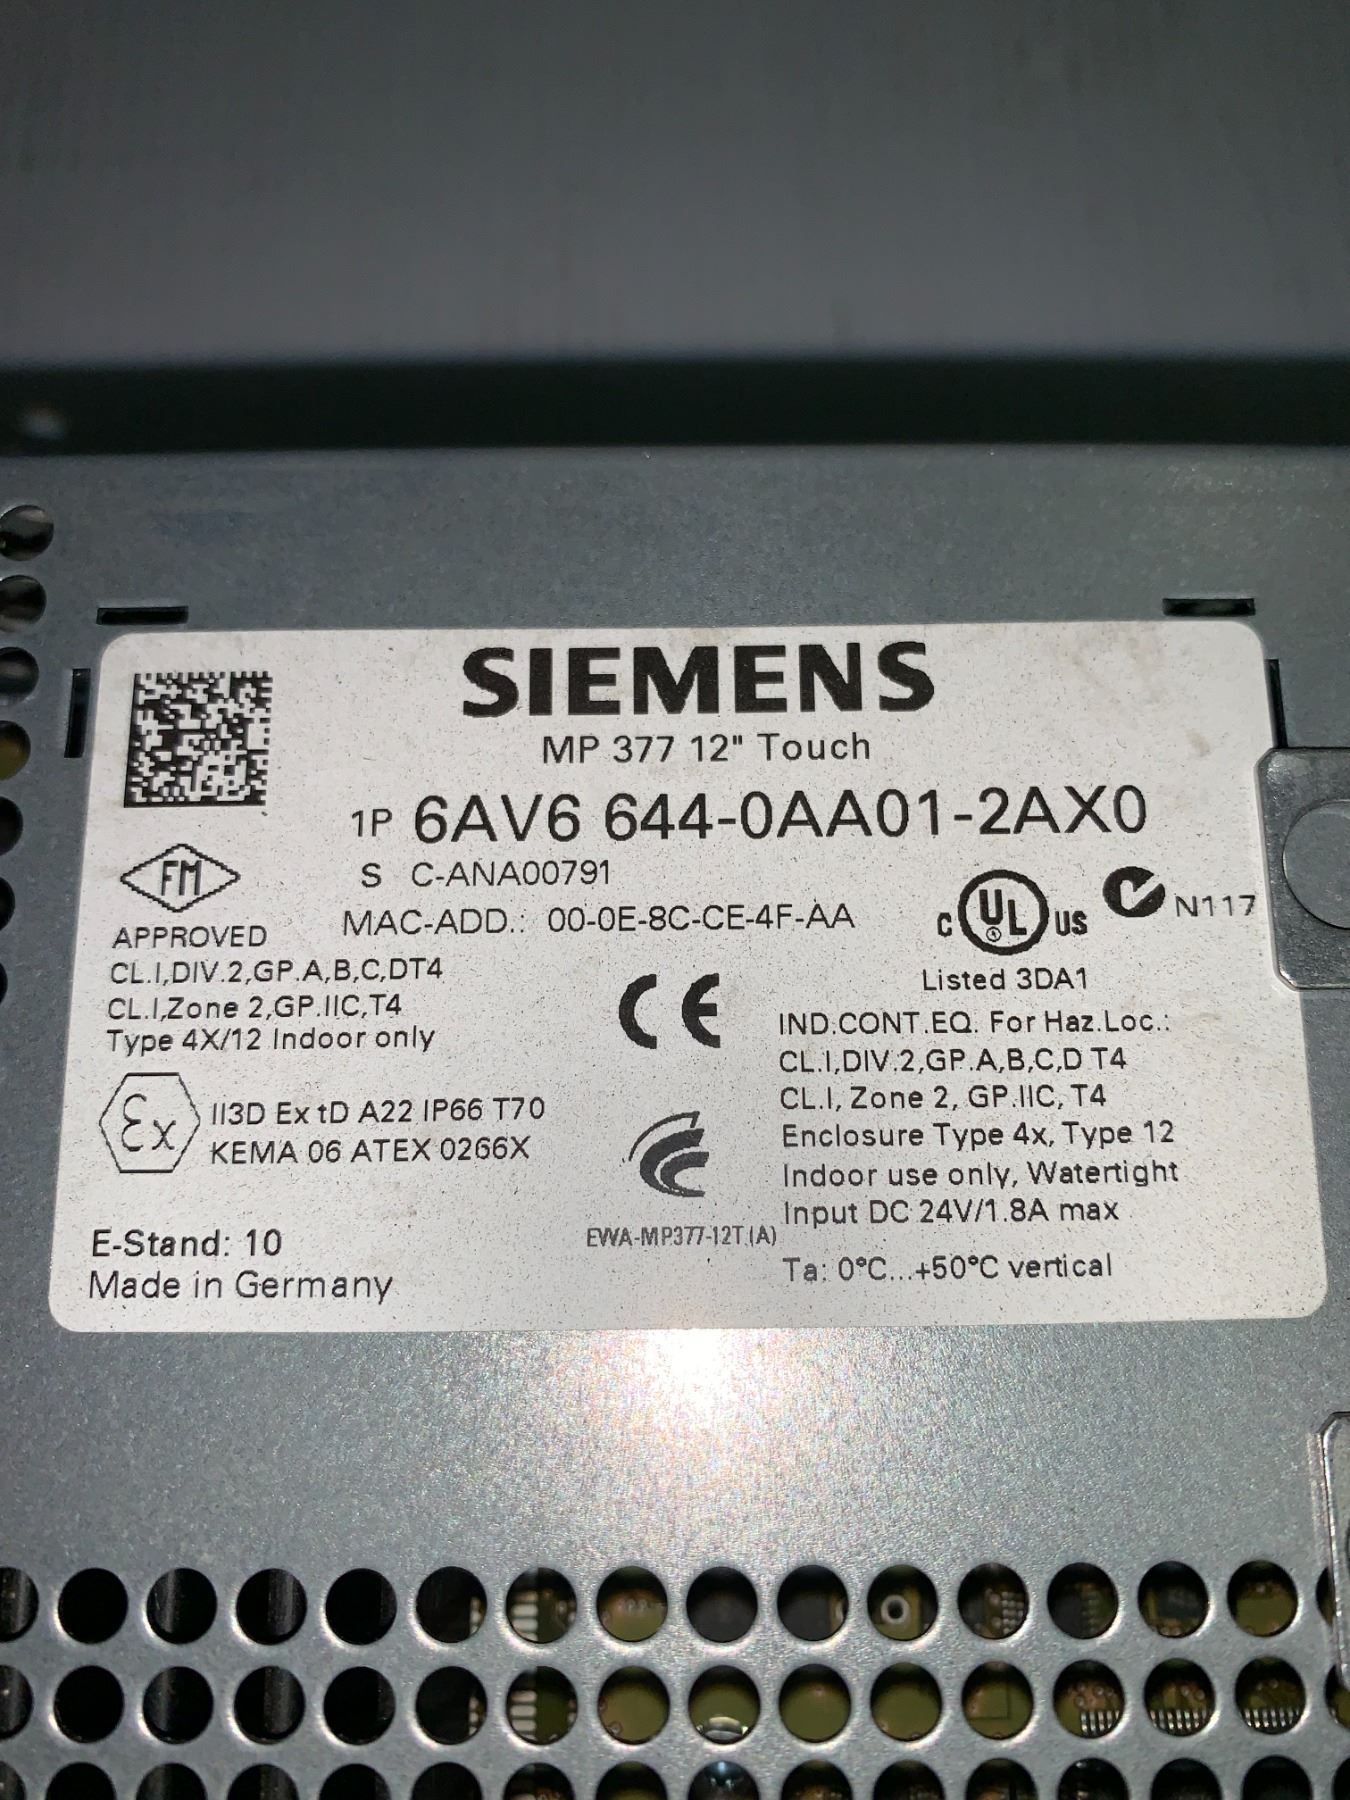 SIEMENS
MP 377 12" Touch
1P 6AV6 644-0AA01-2AX0
S C-ANA00791
MAC-ADD.: 00-0E-8C-CE-4F-AA
FM
APPROVED
CL.I,DIV.2,GP.A,B,C,DT4
CL.I,Zone 2,GP.IIC,T4
Type 4X/12 Indoor only
C UL US
N117
Listed 3DA1
CE
IND.CONT.EQ. For Haz.Loc.:
CL.I,DIV.2,GP.A,B,C,D T4
CL.I, Zone 2, GP.IIC, T4
Enclosure Type 4x, Type 12
Indoor use only, Watertight
Input DC 24V/1.8A max
Ta: 0°C...+50°C vertical
Ex II3D Ex tD A22 IP66 T70
KEMA 06 ATEX 0266X
EWA-MP377-12T.(A)
E-Stand: 10
Made in Germany